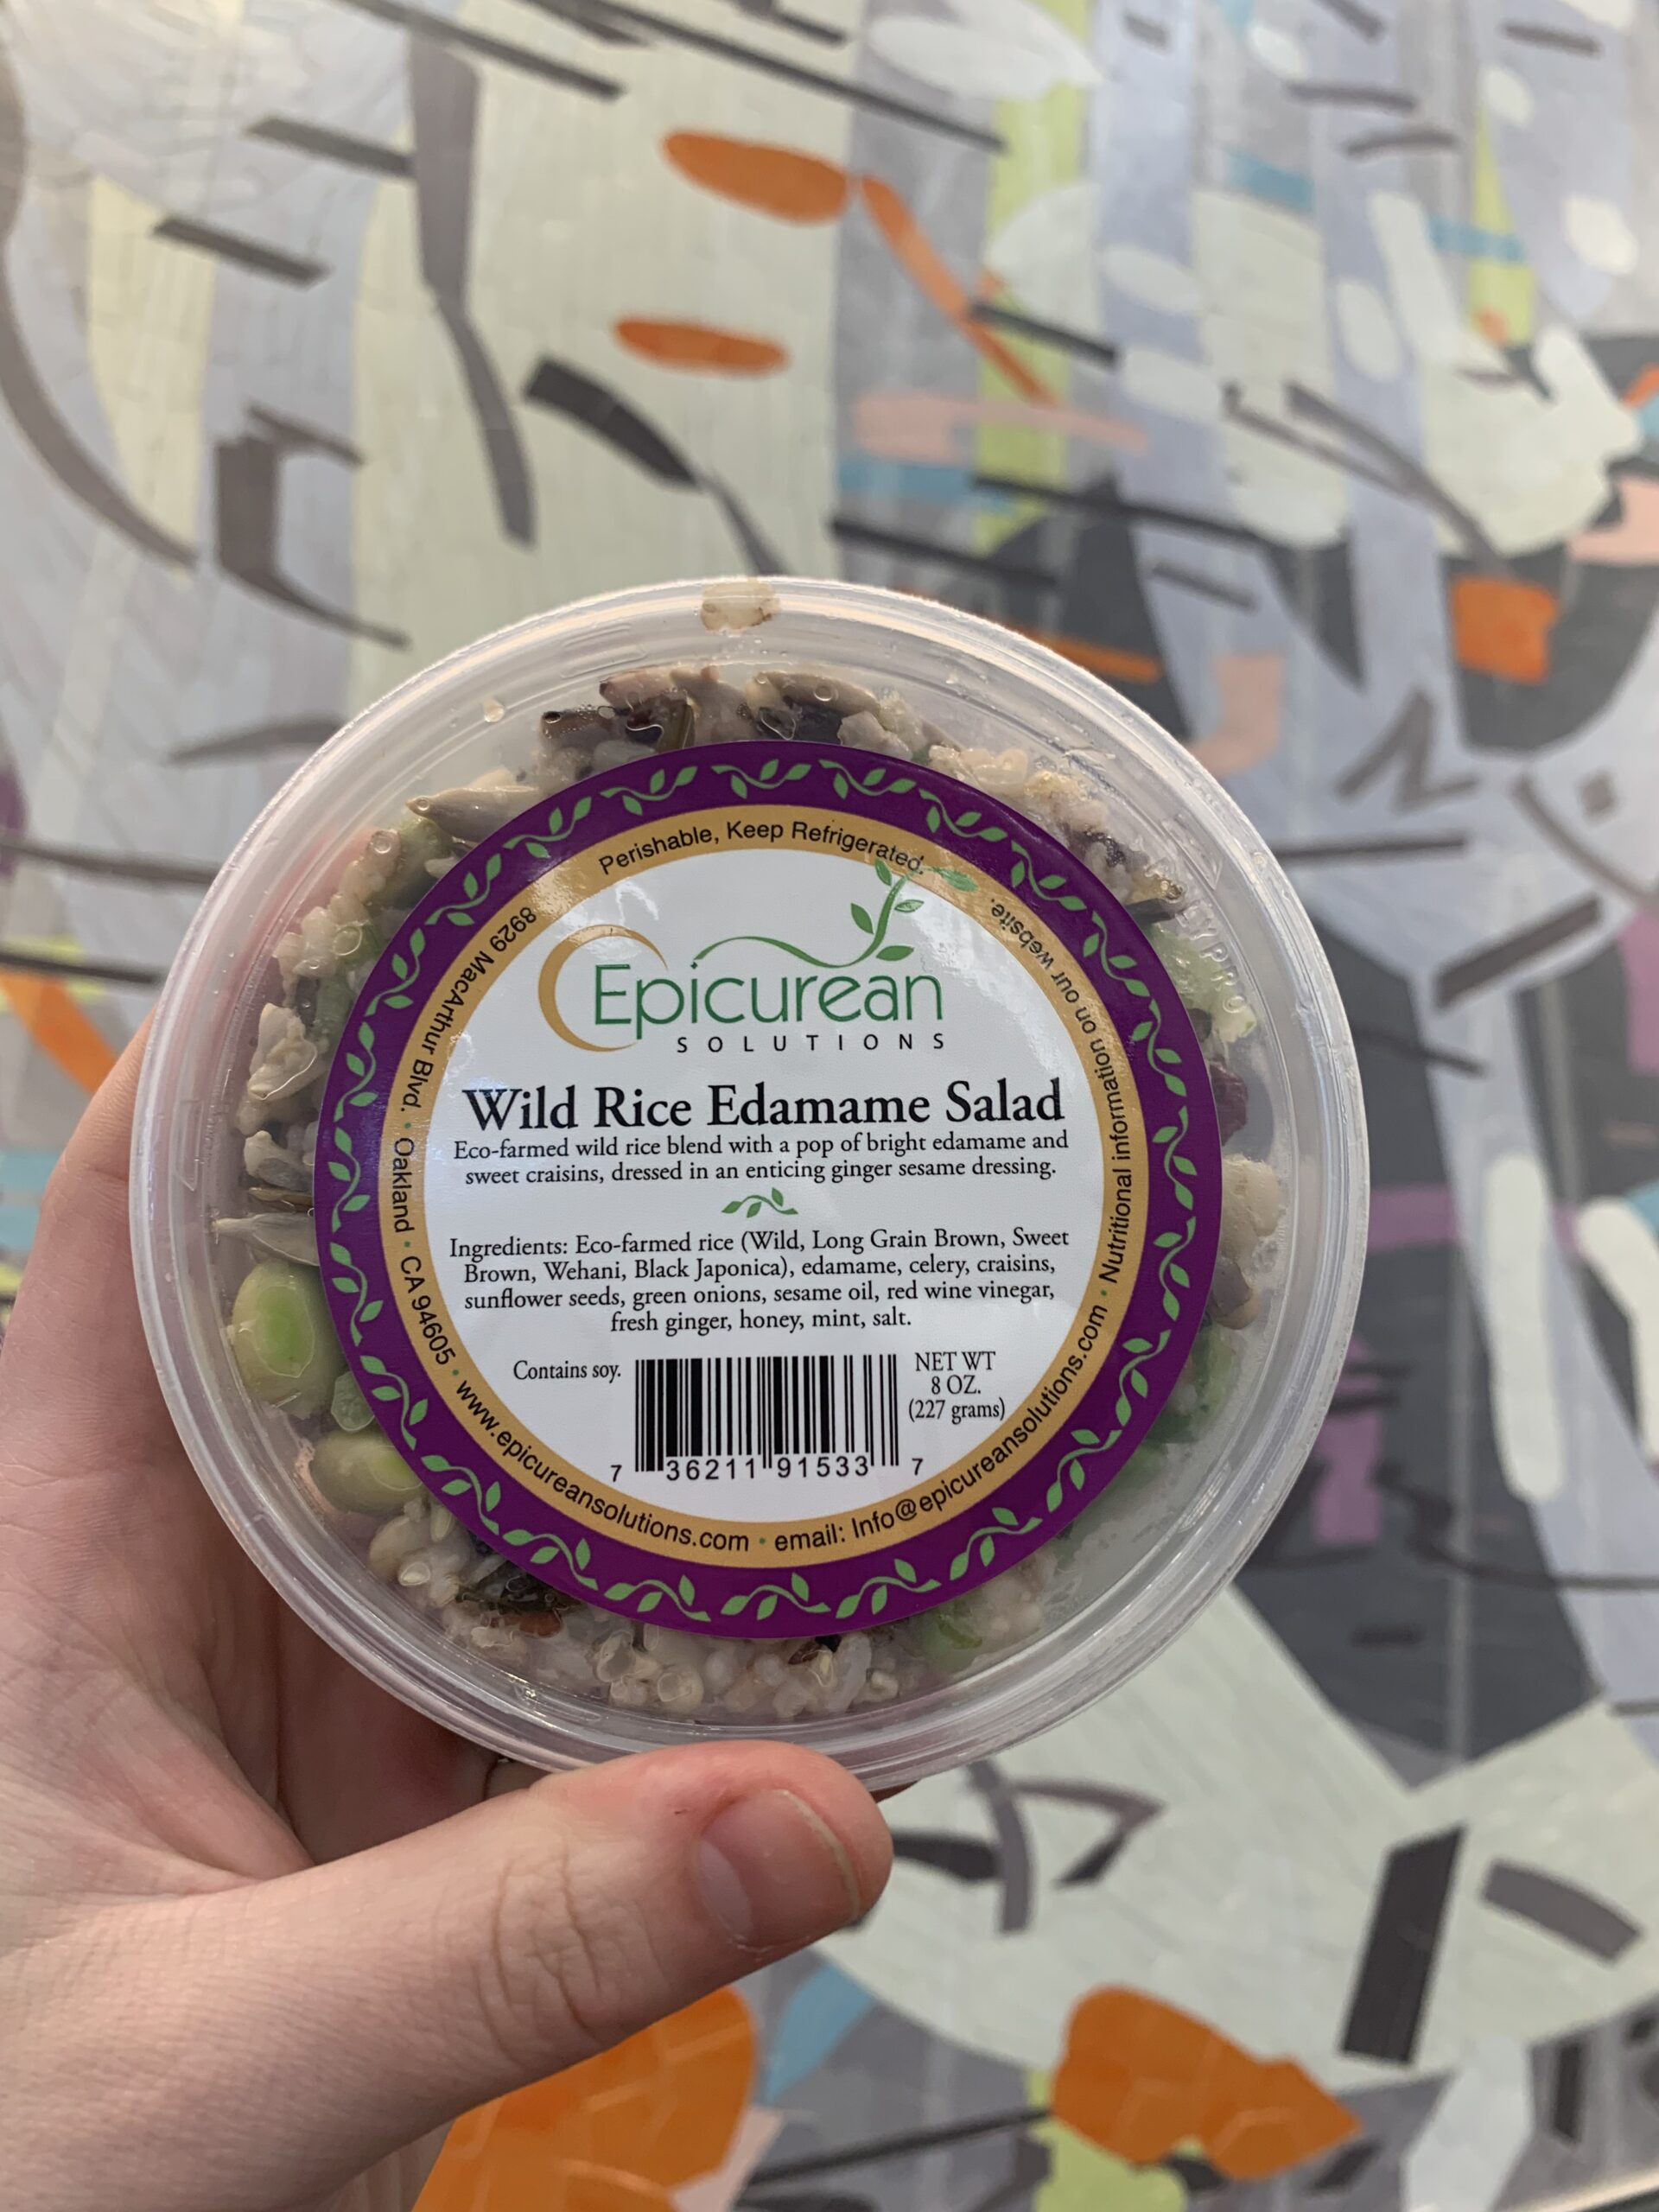 Perishable, Keep Refrigerated.
8929 MacArthur Blvd. • Oakland • CA 94605 • www.epicureansolutions.com • email: Info@epicureansolutions.com • Nutritional information on our website.
Epicurean
SOLUTIONS
Wild Rice Edamame Salad
Eco-farmed wild rice blend with a pop of bright edamame and
sweet craisins, dressed in an enticing ginger sesame dressing.
Ingredients: Eco-farmed rice (Wild, Long Grain Brown, Sweet
Brown, Wehani, Black Japonica), edamame, celery, craisins,
sunflower seeds, green onions, sesame oil, red wine vinegar,
fresh ginger, honey, mint, salt.
Contains soy.
NET WT
8 OZ.
(227 grams)
7 36211 91533 7